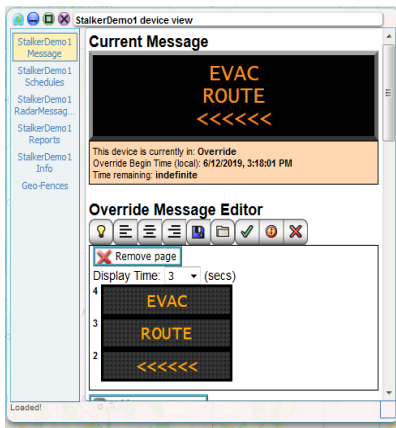 StalkerDemo1 device view
StalkerDemo1
Message
StalkerDemo1
Schedules
StalkerDemo1
RadarMessag...
StalkerDemo1
Reports
StalkerDemo1
Info
Geo-Fences
Current Message
EVAC
ROUTE
<<<<<<
This device is currently in: Override
Override Begin Time (local): 6/12/2019, 3:18:01 PM
Time remaining: indefinite
Override Message Editor
Remove page
Display Time: 3 (secs)
4 EVAC
3 ROUTE
2 <<<<<<
Loaded!